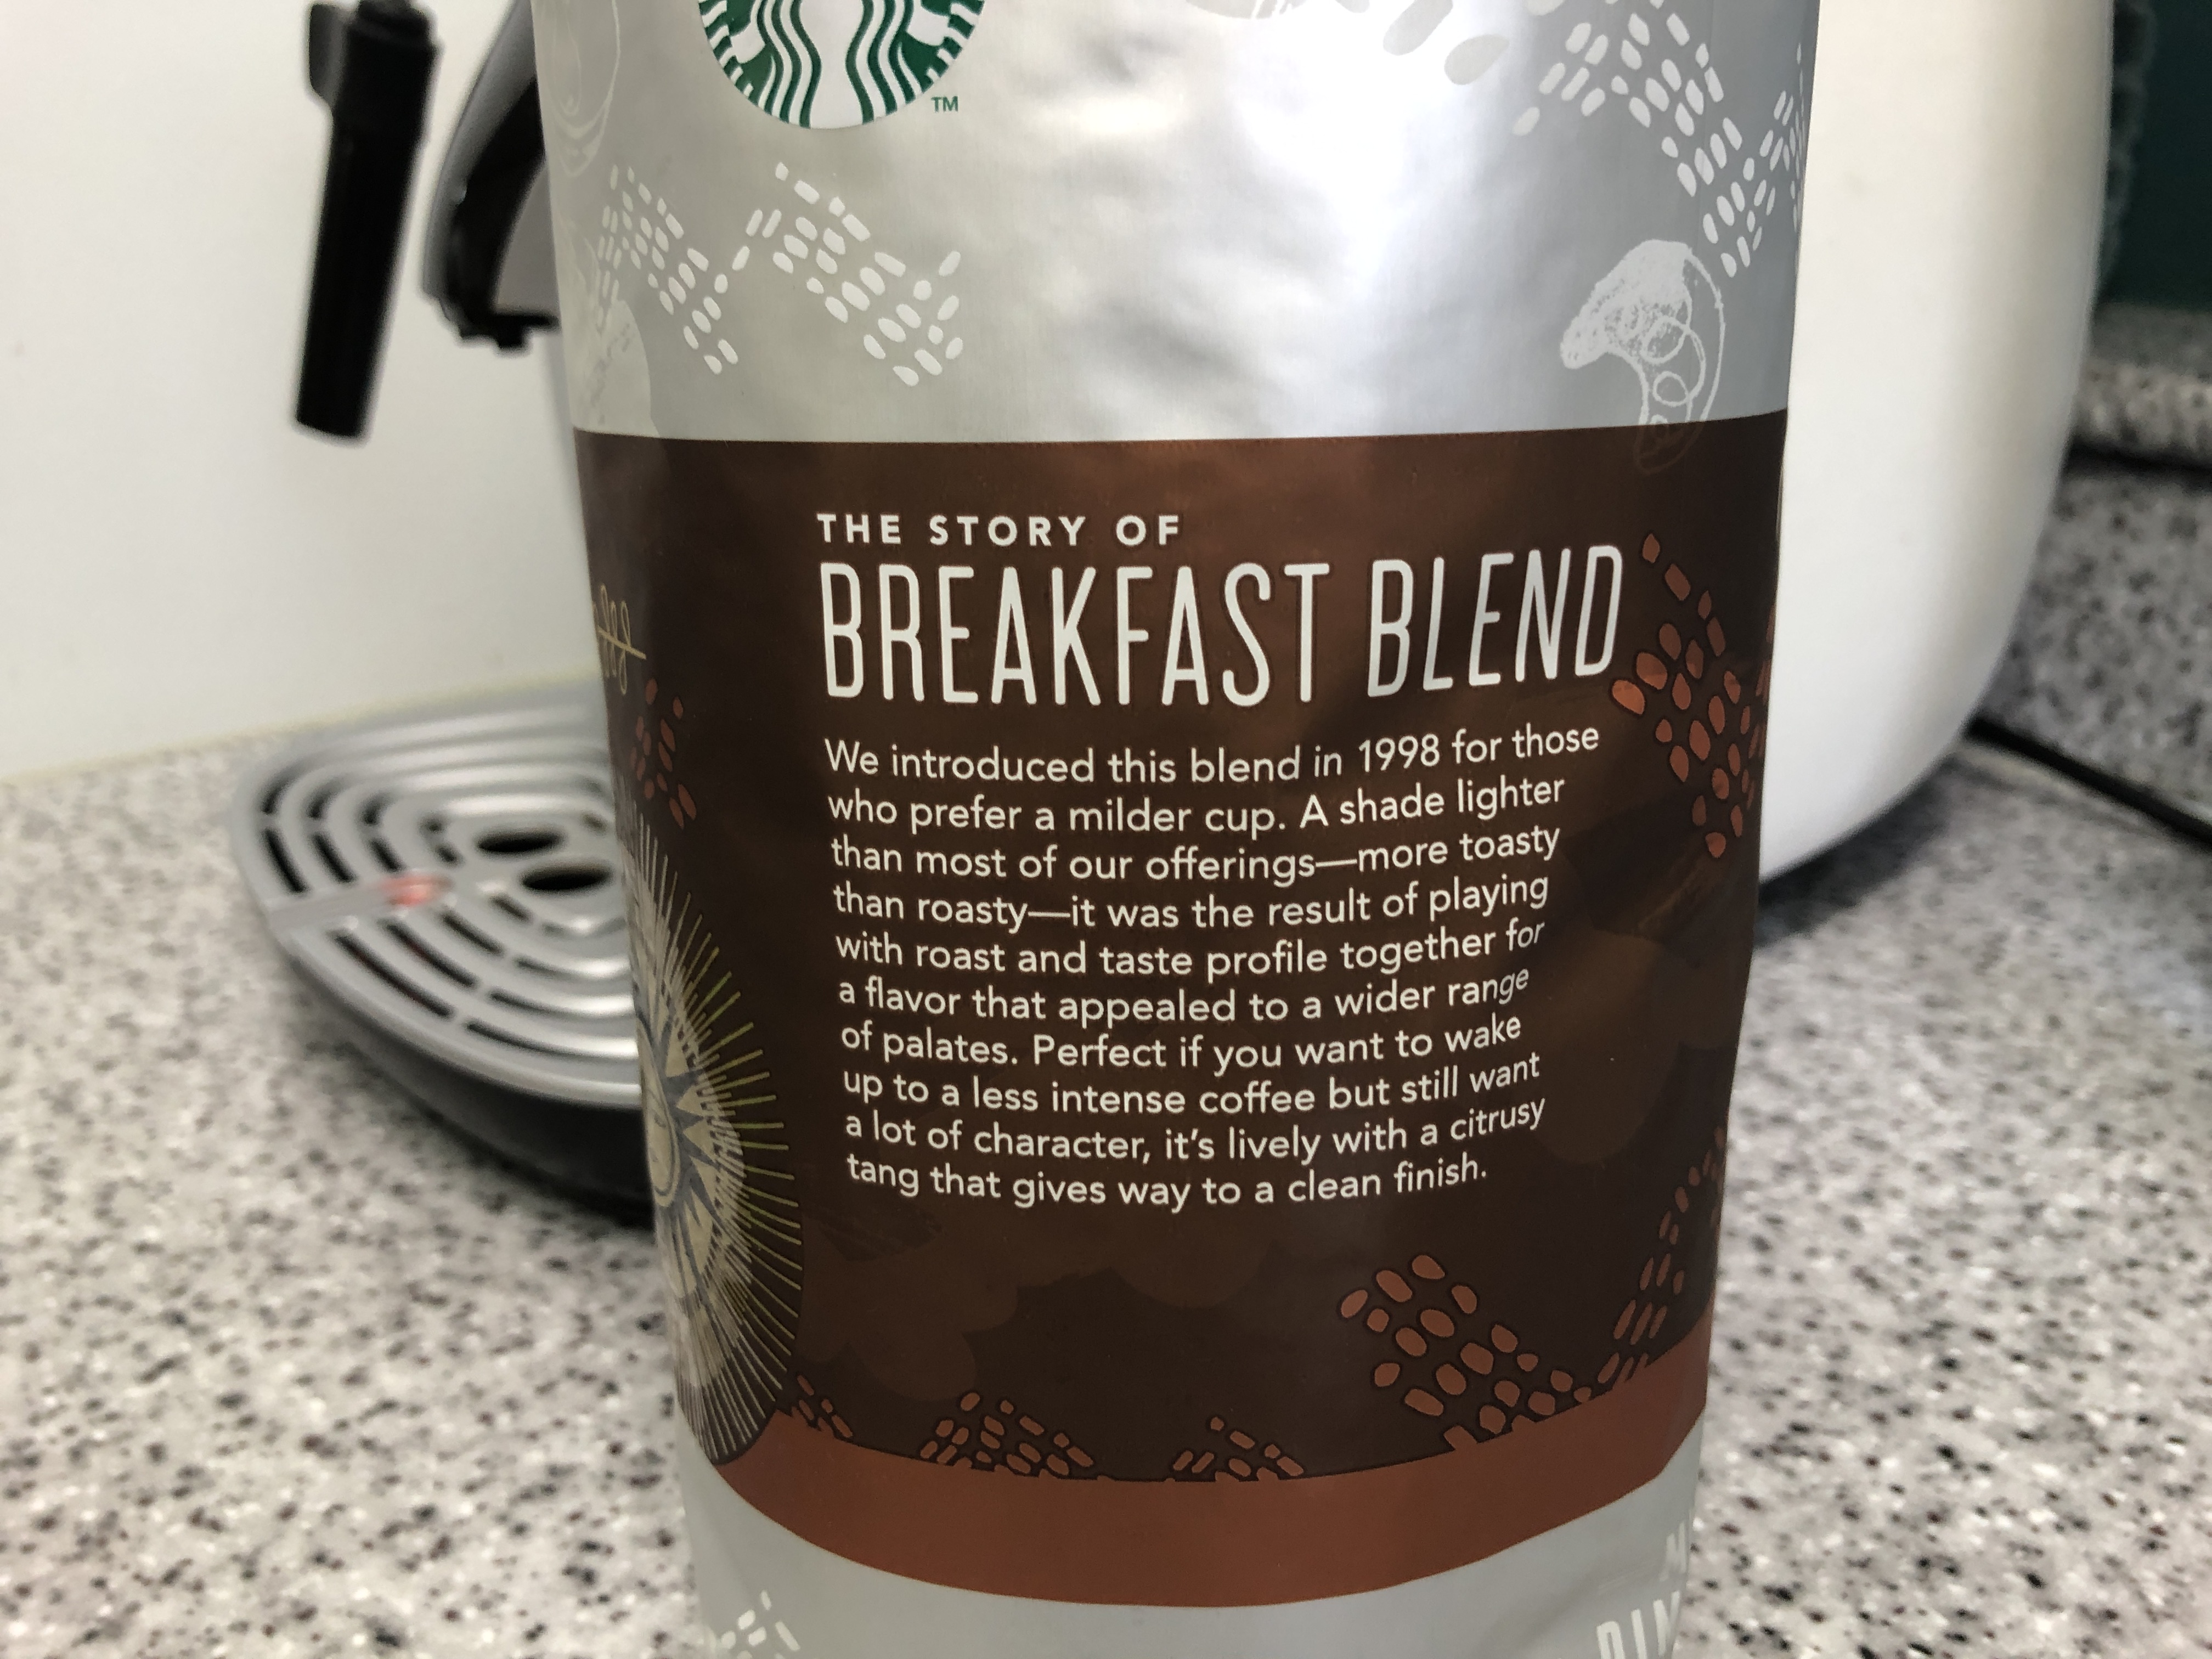 TM
THE STORY OF
BREAKFAST BLEND
We introduced this blend in 1998 for those
who prefer a milder cup. A shade lighter
than most of our offerings—more toasty
than roasty—it was the result of playing
with roast and taste profile together for
a flavor that appealed to a wider range
of palates. Perfect if you want to wake
up to a less intense coffee but still want
a lot of character, it's lively with a citrusy
tang that gives way to a clean finish.